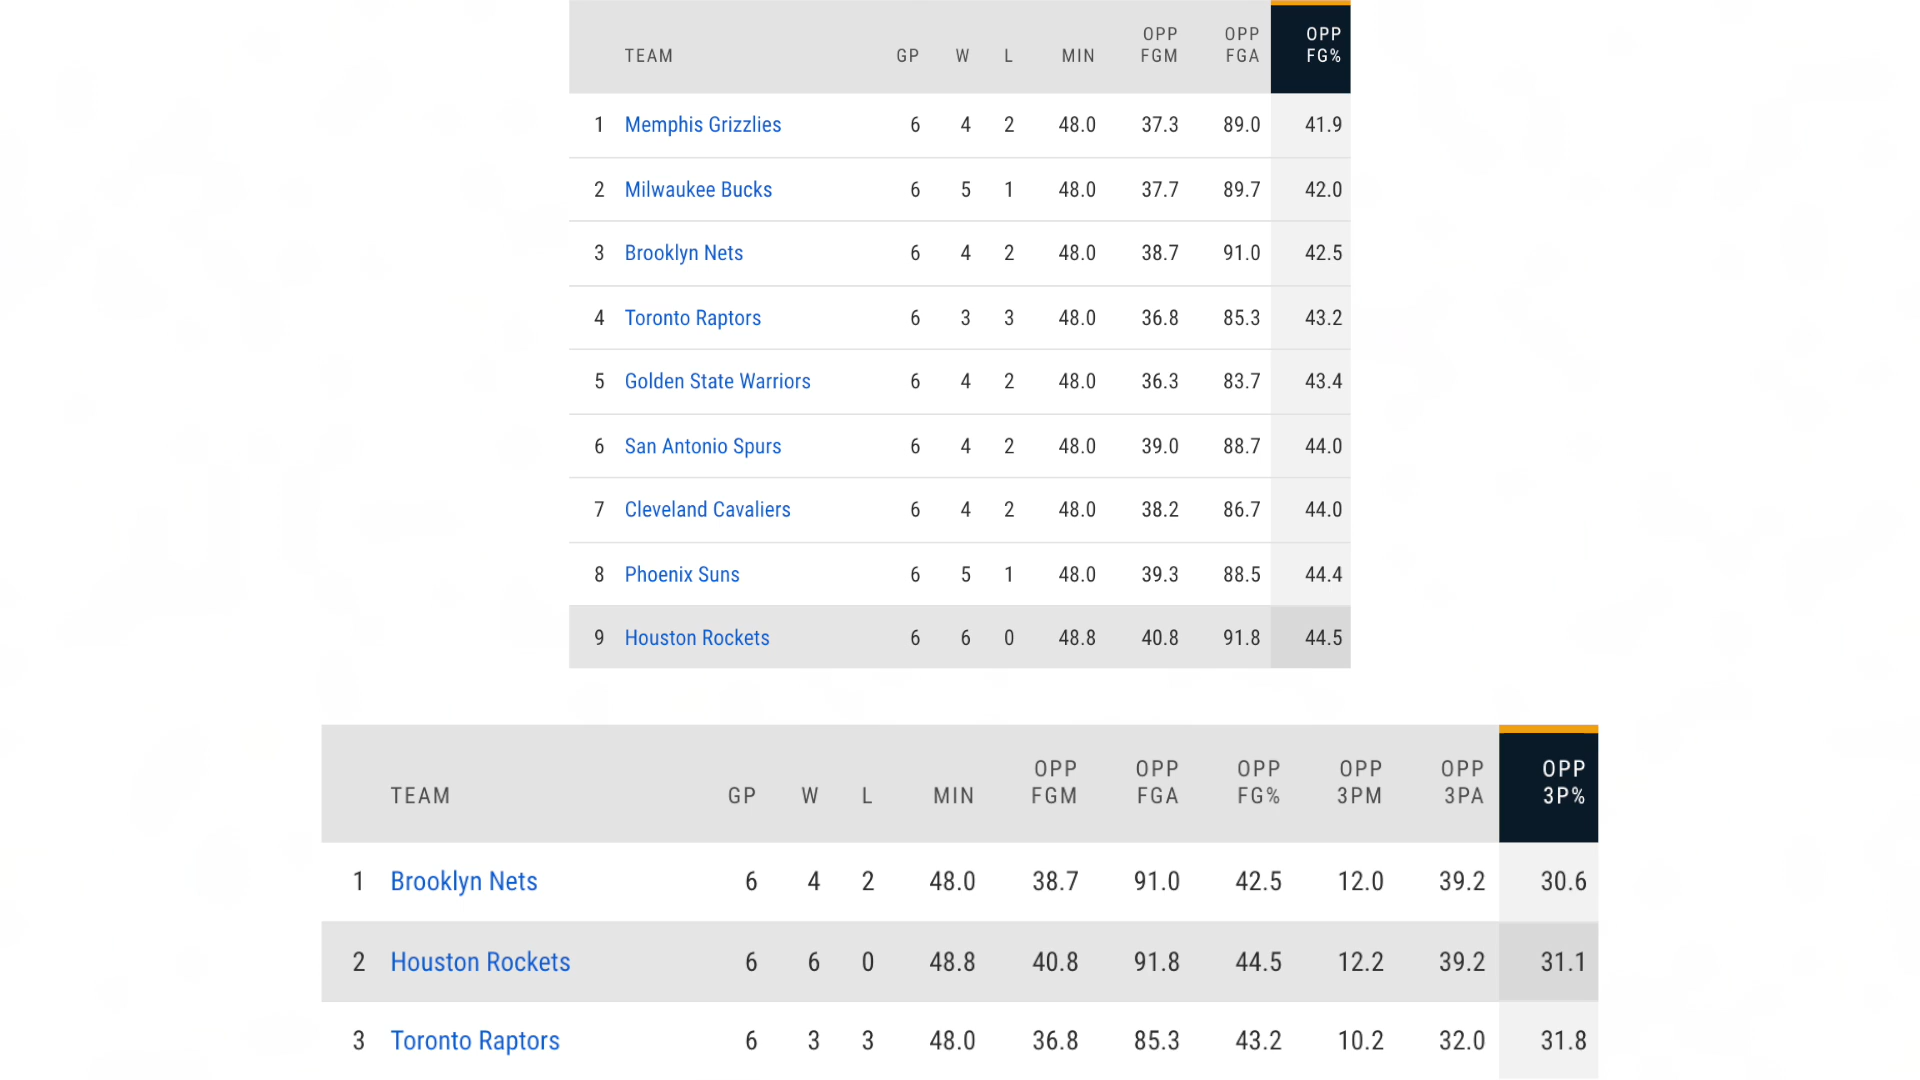 TEAM GP W L MIN OPP FGM OPP FGA OPP FG%
1 Memphis Grizzlies 6 4 2 48.0 37.3 89.0 41.9
2 Milwaukee Bucks 6 5 1 48.0 37.7 89.7 42.0
3 Brooklyn Nets 6 4 2 48.0 38.7 91.0 42.5
4 Toronto Raptors 6 3 3 48.0 36.8 85.3 43.2
5 Golden State Warriors 6 4 2 48.0 36.3 83.7 43.4
6 San Antonio Spurs 6 4 2 48.0 39.0 88.7 44.0
7 Cleveland Cavaliers 6 4 2 48.0 38.2 86.7 44.0
8 Phoenix Suns 6 5 1 48.0 39.3 88.5 44.4
9 Houston Rockets 6 6 0 48.8 40.8 91.8 44.5
TEAM GP W L MIN OPP FGM OPP FGA OPP FG% OPP 3PM OPP 3PA OPP 3P%
1 Brooklyn Nets 6 4 2 48.0 38.7 91.0 42.5 12.0 39.2 30.6
2 Houston Rockets 6 6 0 48.8 40.8 91.8 44.5 12.2 39.2 31.1
3 Toronto Raptors 6 3 3 48.0 36.8 85.3 43.2 10.2 32.0 31.8